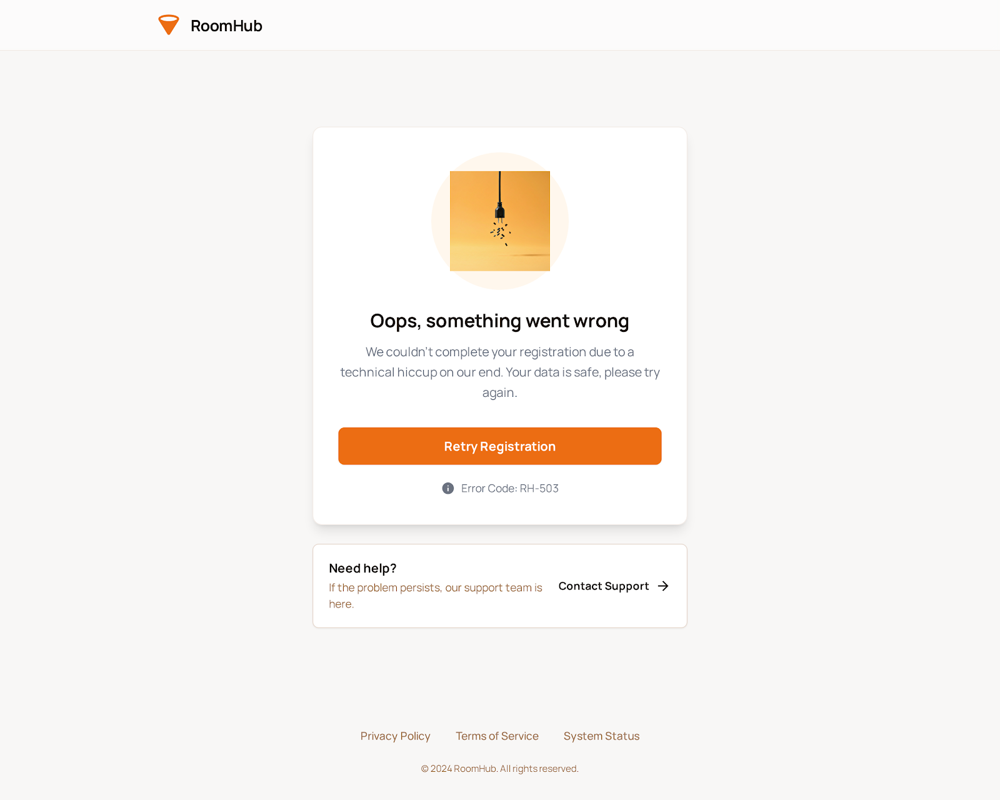 RoomHub
Oops, something went wrong
We couldn't complete your registration due to a
technical hiccup on our end. Your data is safe, please try
again.
Retry Registration
Error Code: RH-503
Need help?
If the problem persists, our support team is
here.
Contact Support
Privacy Policy
Terms of Service
System Status
© 2024 RoomHub. All rights reserved.